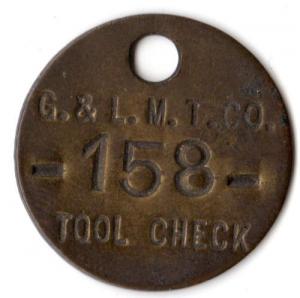 G. & L. M. T. CO.
- 158 -
TOOL CHECK